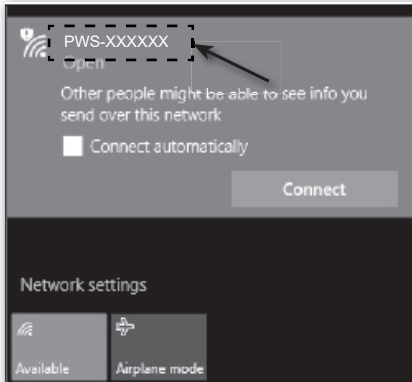 PWS-XXXXXX
Open
Other people might be able to see info you
send over this network
Connect automatically
Connect
Network settings
Available
Airplane mode